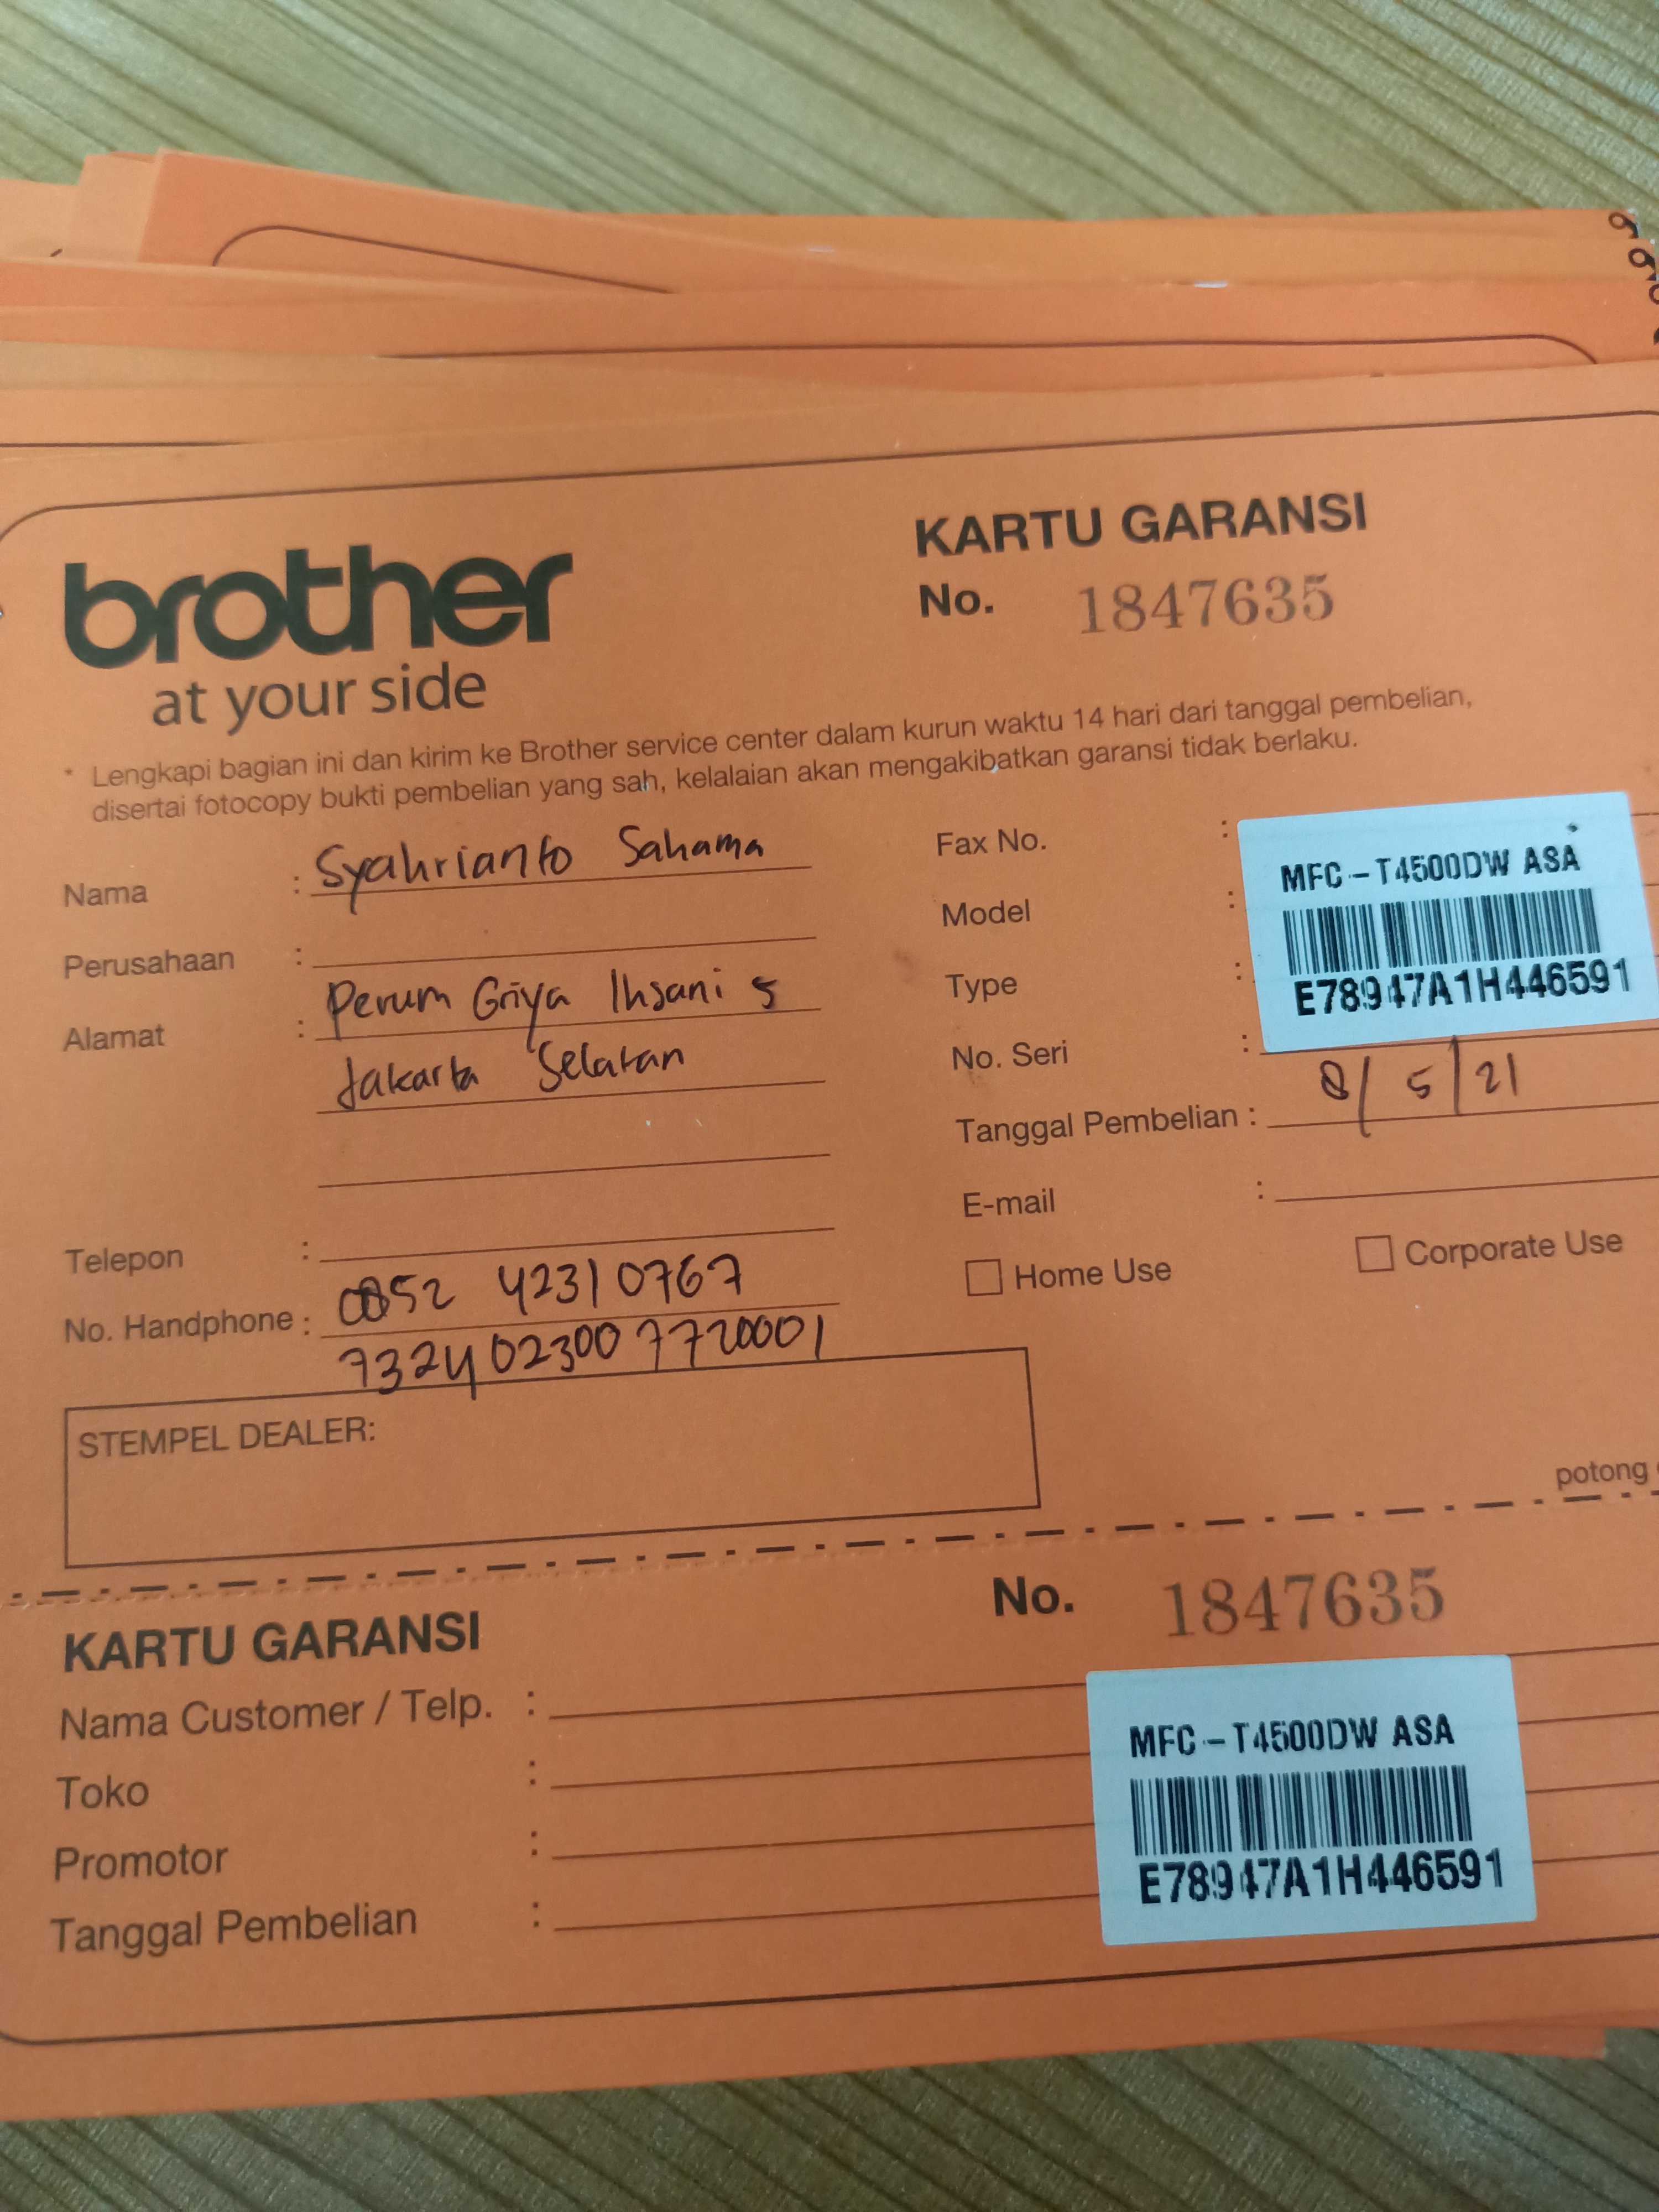 brother
at your side
KARTU GARANSI
No. 1847635
* Lengkapi bagian ini dan kirim ke Brother service center dalam kurun waktu 14 hari dari tanggal pembelian,
disertai fotocopy bukti pembelian yang sah, kelalaian akan mengakibatkan garansi tidak berlaku.
Nama : Syahrianto Sahama
Perusahaan :
Alamat : Perum Griya Ihsani 5
Jakarta Selatan
Telepon :
No. Handphone : 0852 42310767
7324023007720001
STEMPEL DEALER:
Fax No. :
Model :
Type :
No. Seri :
MFC-T4500DW ASA
E78947A1H446591
Tanggal Pembelian : 8/5/21
E-mail :
Home Use
Corporate Use
potong
KARTU GARANSI
No. 1847635
Nama Customer / Telp. :
Toko :
Promotor :
Tanggal Pembelian :
MFC-T4500DW ASA
E78947A1H446591